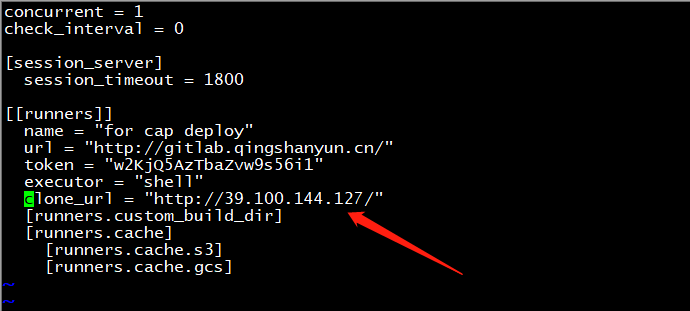 concurrent = 1
check_interval = 0
[session_server]
session_timeout = 1800
[[runners]]
name = "for cap deploy"
url = "http://gitlab.qingshanyun.cn/"
token = "w2KjQ5AzTbaZvw9s56i1"
executor = "shell"
clone_url = "http://39.100.144.127/"
[runners.custom_build_dir]
[runners.cache]
[runners.cache.s3]
[runners.cache.gcs]
~
~